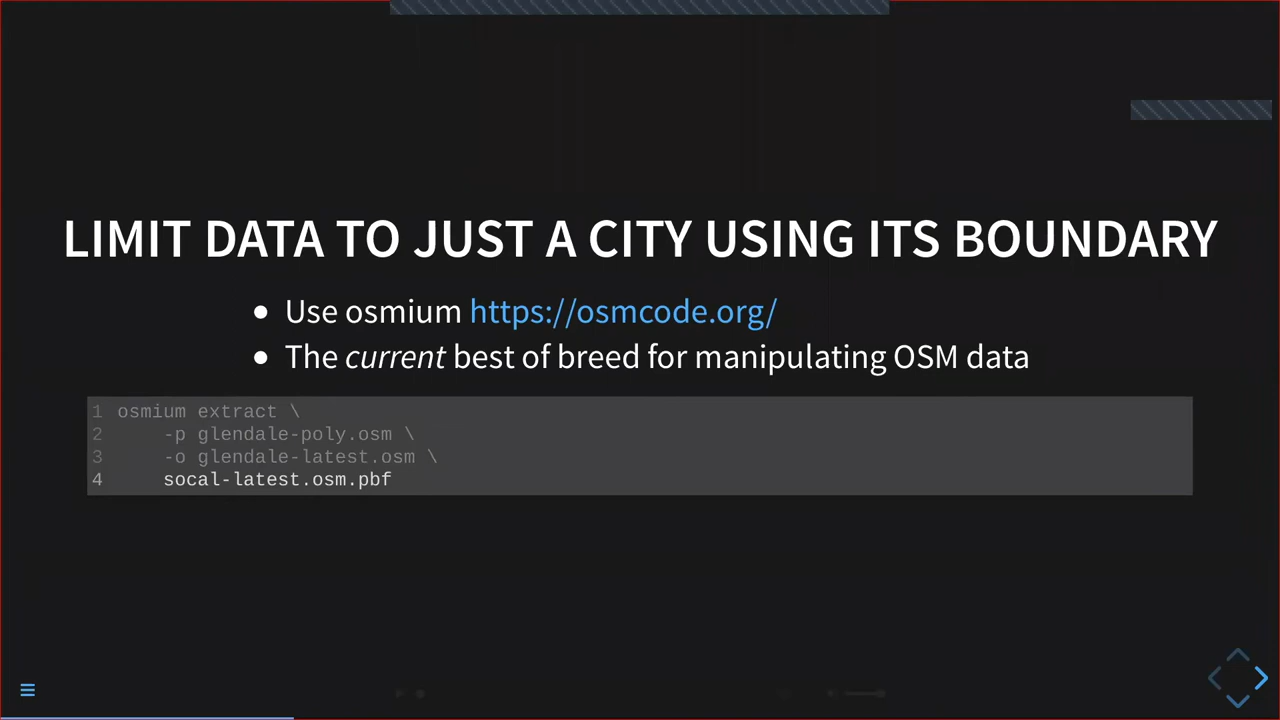 LIMIT DATA TO JUST A CITY USING ITS BOUNDARY
• Use osmium https://osmcode.org/
• The current best of breed for manipulating OSM data
1 osmium extract \
2     -p glendale-poly.osm \
3     -o glendale-latest.osm \
4     socal-latest.osm.pbf